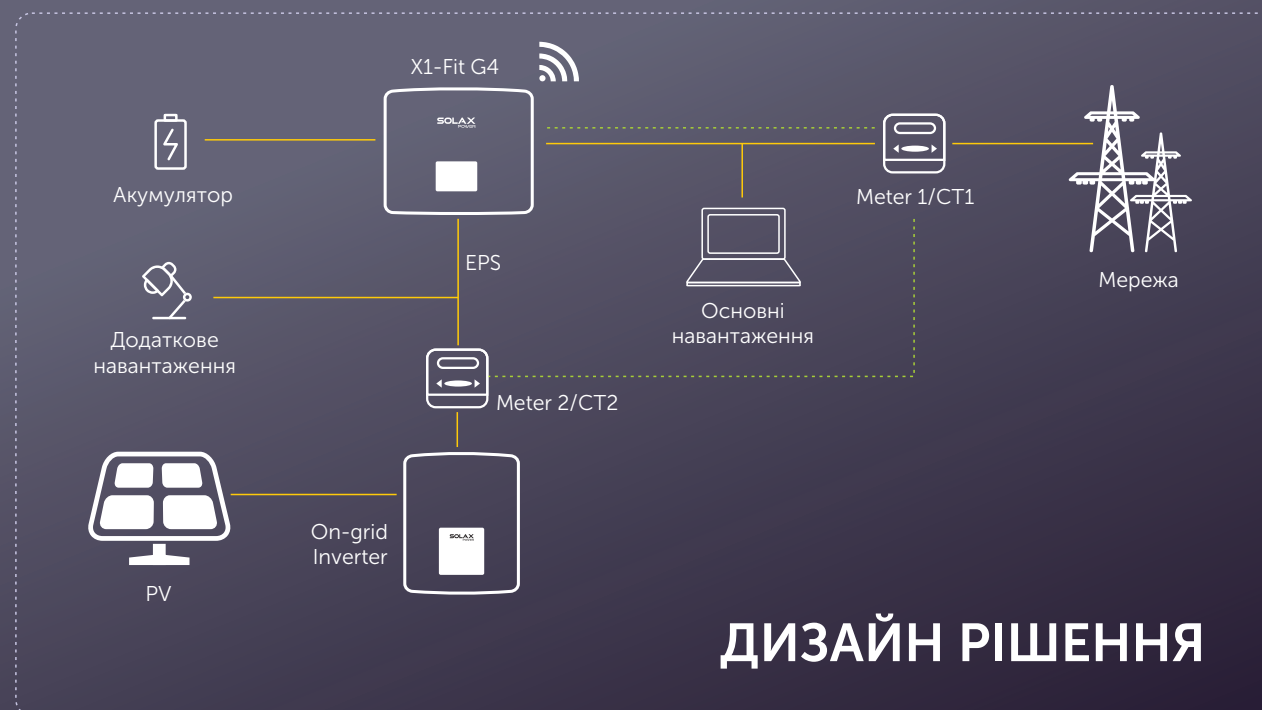 X1-Fit G4
SOLAX
POWER
Акумулятор
Meter 1/CT1
EPS
Мережа
Основні
навантаження
Додаткове
навантаження
Meter 2/CT2
On-grid
Inverter
SOLAX
POWER
PV
ДИЗАЙН РІШЕННЯ